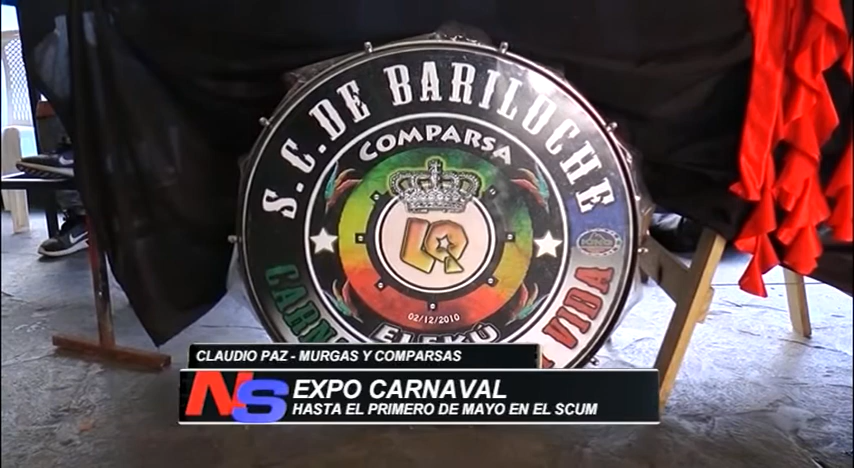 S.C.DE BARILOCHE
COMPARSA
LQ
02/12/2010
VIDA
CLAUDIO PAZ - MURGAS Y COMPARSAS
NS
EXPO CARNAVAL
HASTA EL PRIMERO DE MAYO EN EL SCUM